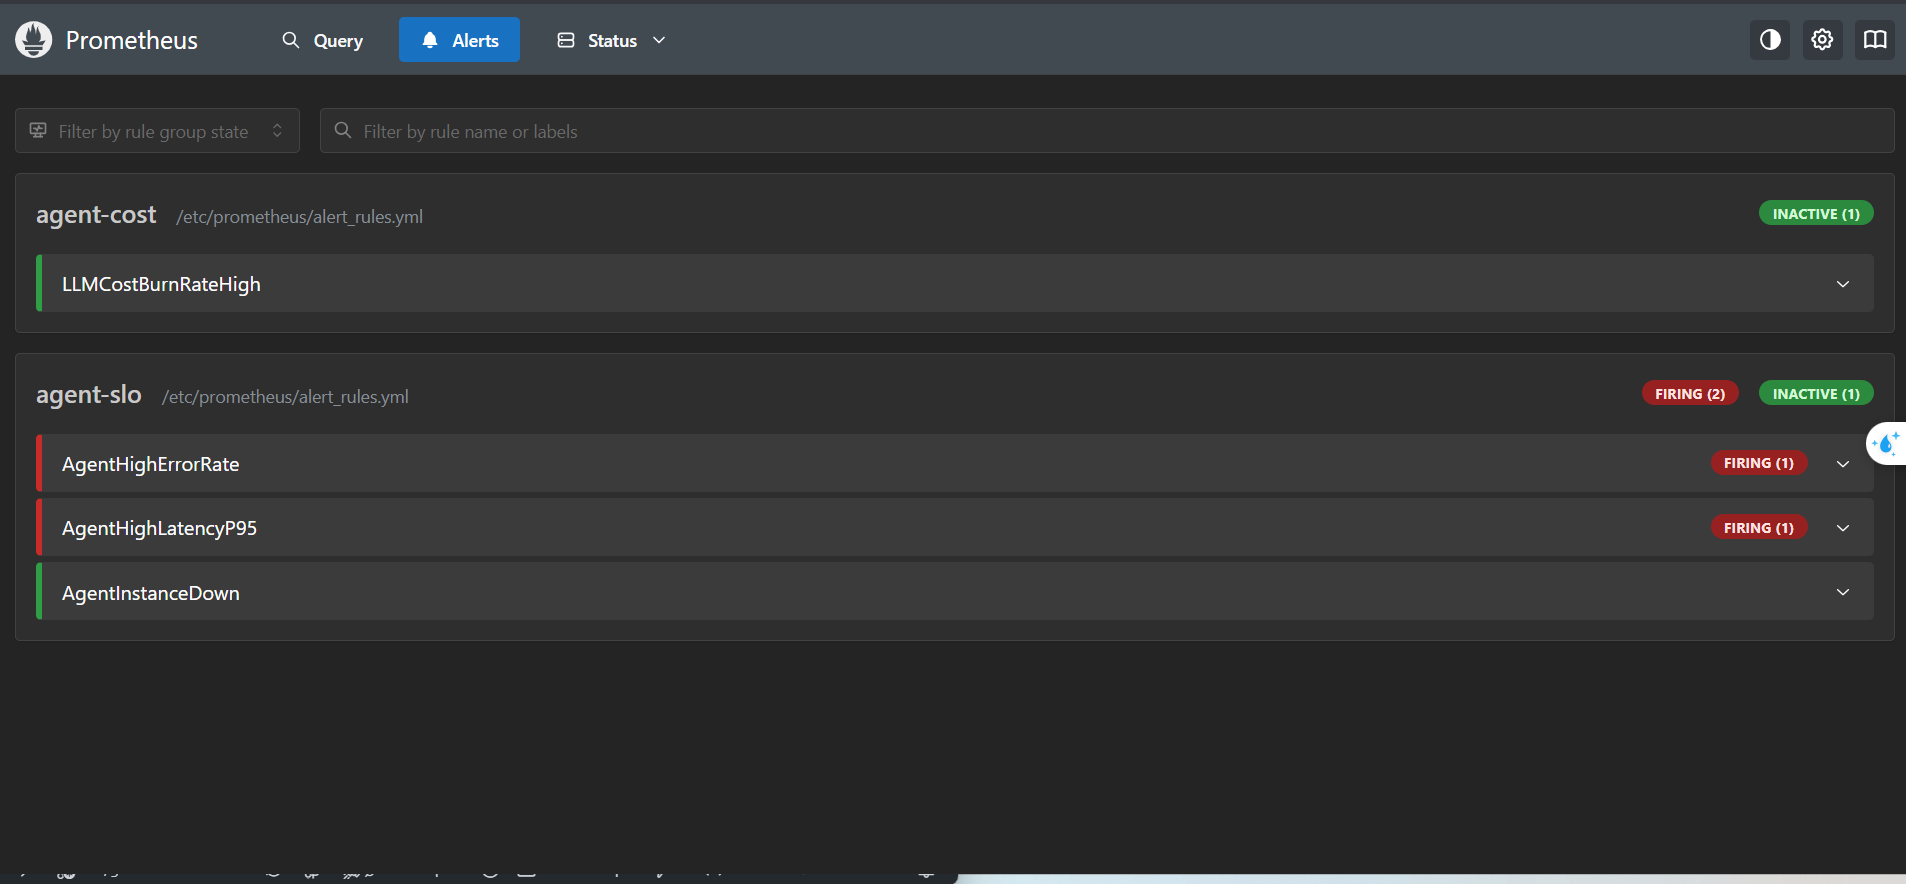 Prometheus
Query
Alerts
Status
Filter by rule group state
Filter by rule name or labels
agent-cost /etc/prometheus/alert_rules.yml INACTIVE (1)
LLMCostBurnRateHigh
agent-slo /etc/prometheus/alert_rules.yml FIRING (2) INACTIVE (1)
AgentHighErrorRate FIRING (1)
AgentHighLatencyP95 FIRING (1)
AgentInstanceDown